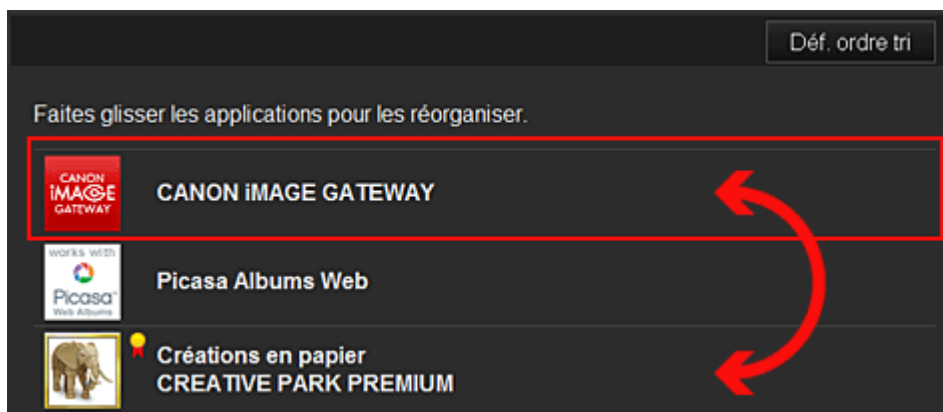 Déf. ordre tri
Faites glisser les applications pour les réorganiser.
CANON
iMAGE
GATEWAY
CANON iMAGE GATEWAY
works with
Picasa™
Web Albums
Picasa Albums Web
Créations en papier
CREATIVE PARK PREMIUM